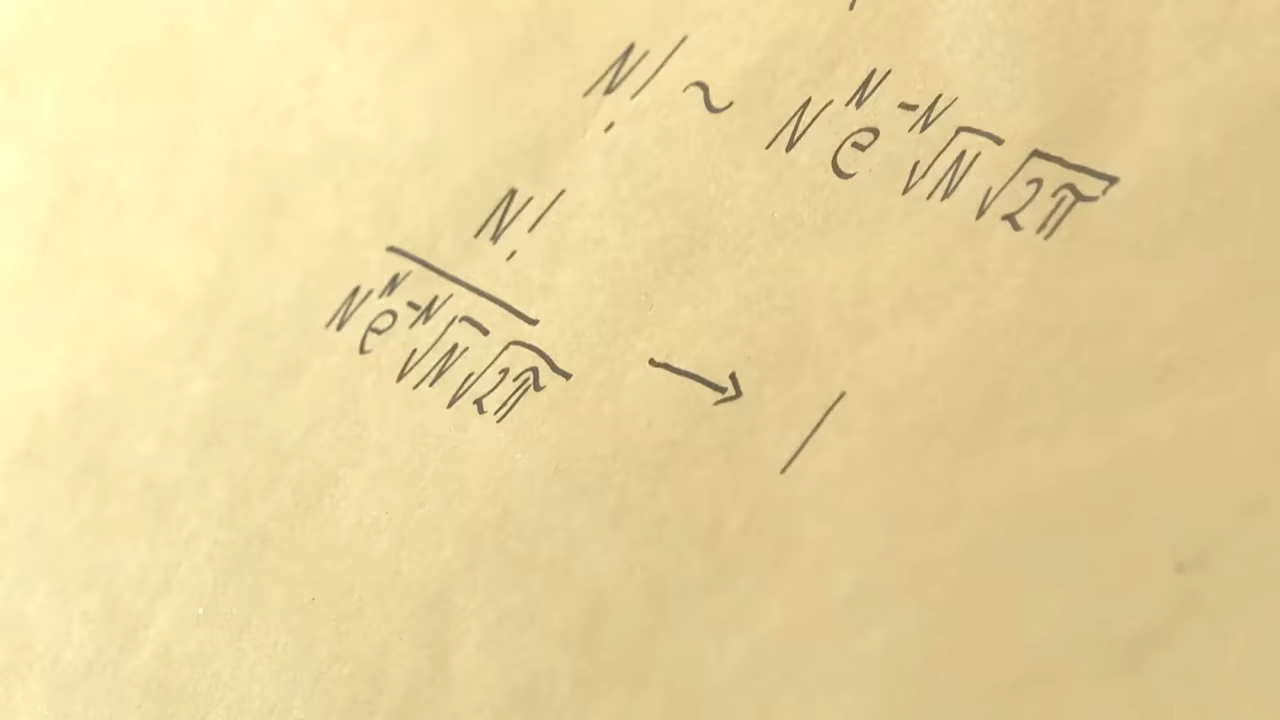 N! ~ N^N e^{-N} √N √2π
N! / N^N e^{-N} √N √2π → 1